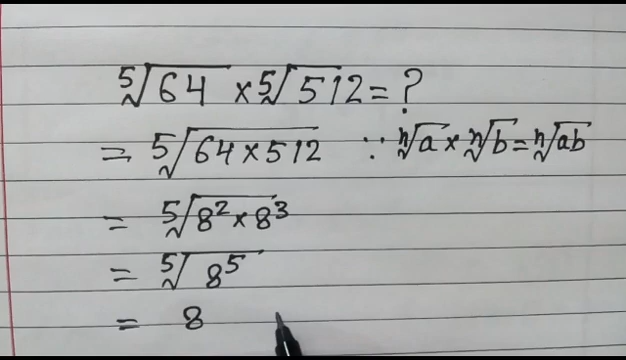 ⁵√64 × ⁵√512 = ?
= ⁵√64 × 512 ∵ ⁿ√a × ⁿ√b = ⁿ√ab
= ⁵√8² × 8³
= ⁵√8⁵
= 8